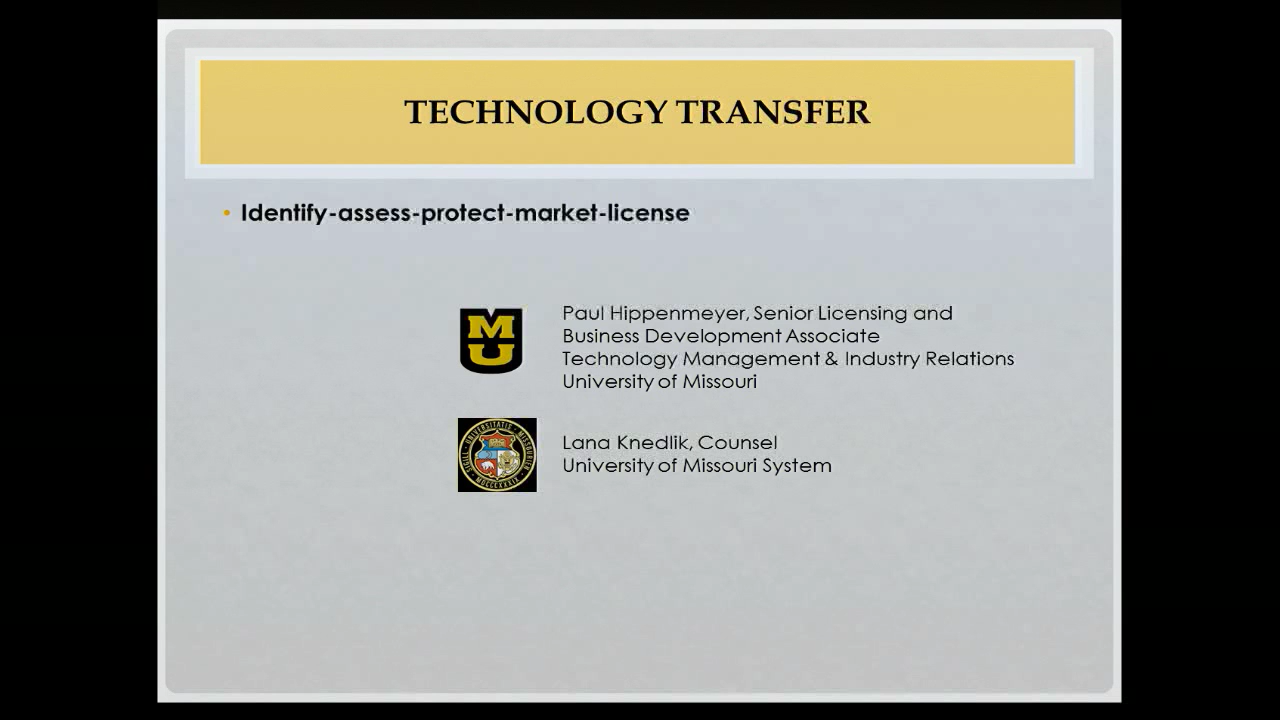 TECHNOLOGY TRANSFER
• Identify-assess-protect-market-license
MU
Paul Hippenmeyer, Senior Licensing and
Business Development Associate
Technology Management & Industry Relations
University of Missouri
Lana Knedlik, Counsel
University of Missouri System